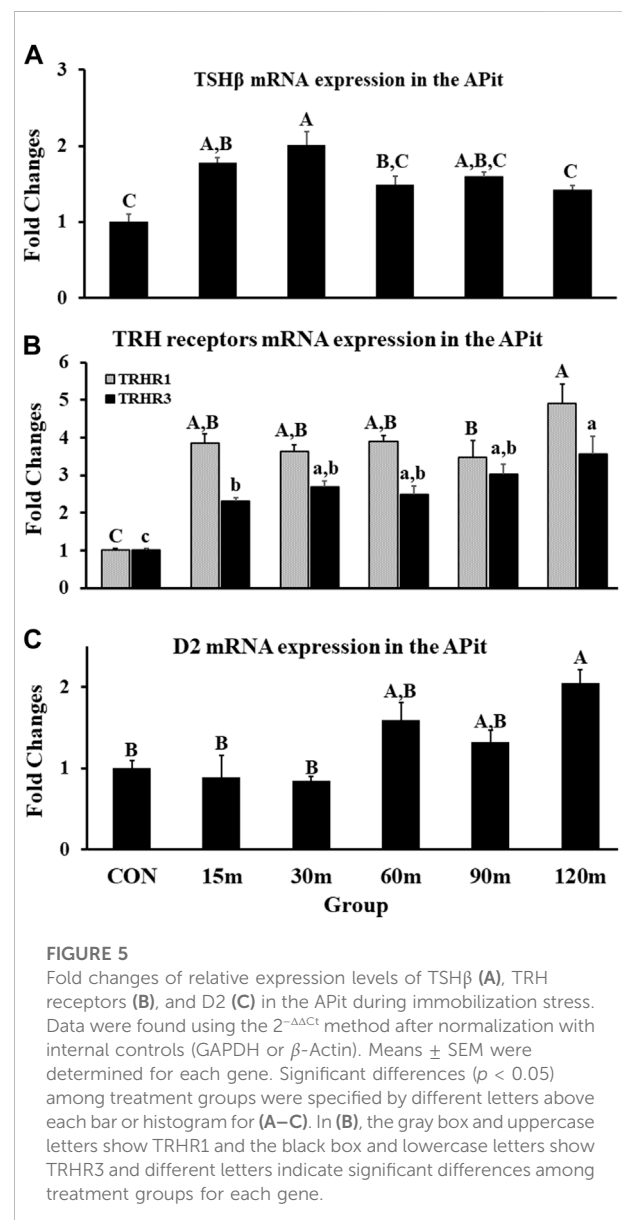 A
TSHβ mRNA expression in the APit
3
2
1
0
Fold Changes
C
A,B
A
B,C
A,B,C
C
B
TRH receptors mRNA expression in the APit
TRHR1
TRHR3
6
5
4
3
2
1
0
Fold Changes
C c
A,B b
A,B a,b
A,B a,b
B a,b
A a
C
D2 mRNA expression in the APit
2
1
0
Fold Changes
B
B
B
A,B
A,B
A
CON 15m 30m 60m 90m 120m
Group
FIGURE 5
Fold changes of relative expression levels of TSHβ (A), TRH
receptors (B), and D2 (C) in the APit during immobilization stress.
Data were found using the 2−ΔΔCt method after normalization with
internal controls (GAPDH or β-Actin). Means ± SEM were
determined for each gene. Significant differences (p < 0.05)
among treatment groups were specified by different letters above
each bar or histogram for (A–C). In (B), the gray box and uppercase
letters show TRHR1 and the black box and lowercase letters show
TRHR3 and different letters indicate significant differences among
treatment groups for each gene.